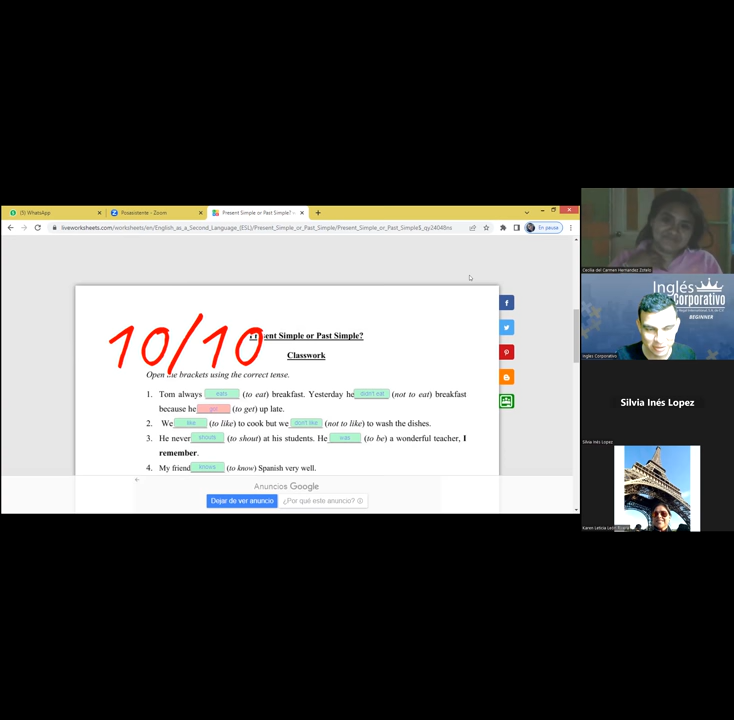 (5) WhatsApp
Posasistente - Zoom
Present Simple or Past Simple? -
liveworksheets.com/worksheets/en/English_as_a_Second_Language_(ESL)/Present_Simple_or_Past_Simple/Present_Simple_or_Past_Simple$_qy24048ns
En pausa
10/10
Present Simple or Past Simple?
Classwork
Open the brackets using the correct tense.
1. Tom always eats (to eat) breakfast. Yesterday he didn't eat (not to eat) breakfast
because he got (to get) up late.
2. We like (to like) to cook but we don't like (not to like) to wash the dishes.
3. He never shouts (to shout) at his students. He was (to be) a wonderful teacher, I
remember.
4. My friend knows (to know) Spanish very well.
Anuncios Google
Dejar de ver anuncio
¿Por qué este anuncio?
Cecilia del Carmen Hernández Zotelo
Inglés
Corporativo
BEGINNER
Ingles Corporativo
Silvia Inés Lopez
Silvia Inés Lopez
Karen Leticia León